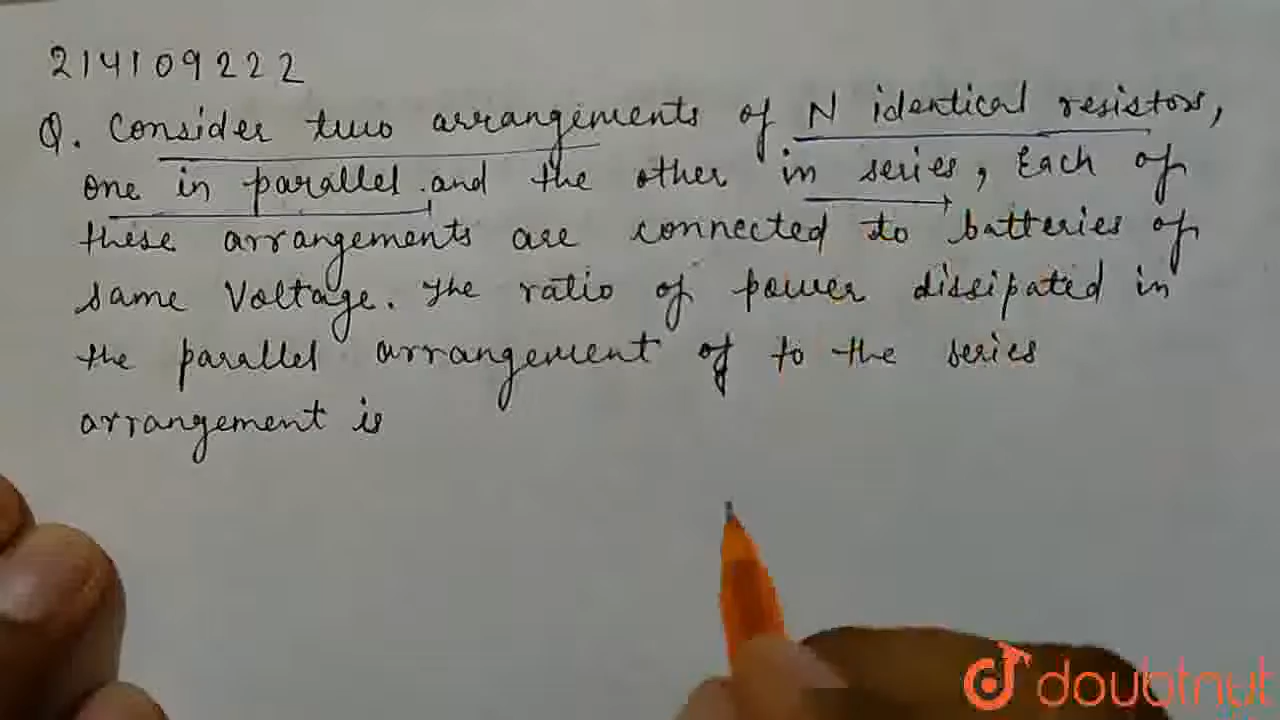 214109222
Q. Consider two arrangements of N identical resistors,
one in parallel and the other in series, Each of
these arrangements are connected to batteries of
same Voltage. The ratio of power dissipated in
the parallel arrangement of to the series
arrangement is
doubtnut